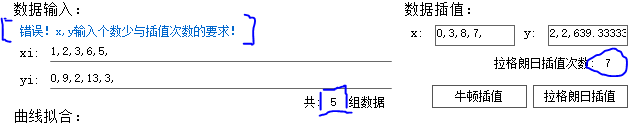 数据输入:
错误!x,y输入个数少与插值次数的要求!
xi: 1,2,3,6,5,
yi: 0,9,2,13,3,
共: 5 组数据
曲线拟合:
数据插值:
x: 0,3,8,7, y: 2,2,639.33333
拉格朗日插值次数: 7
牛顿插值 拉格朗日插值